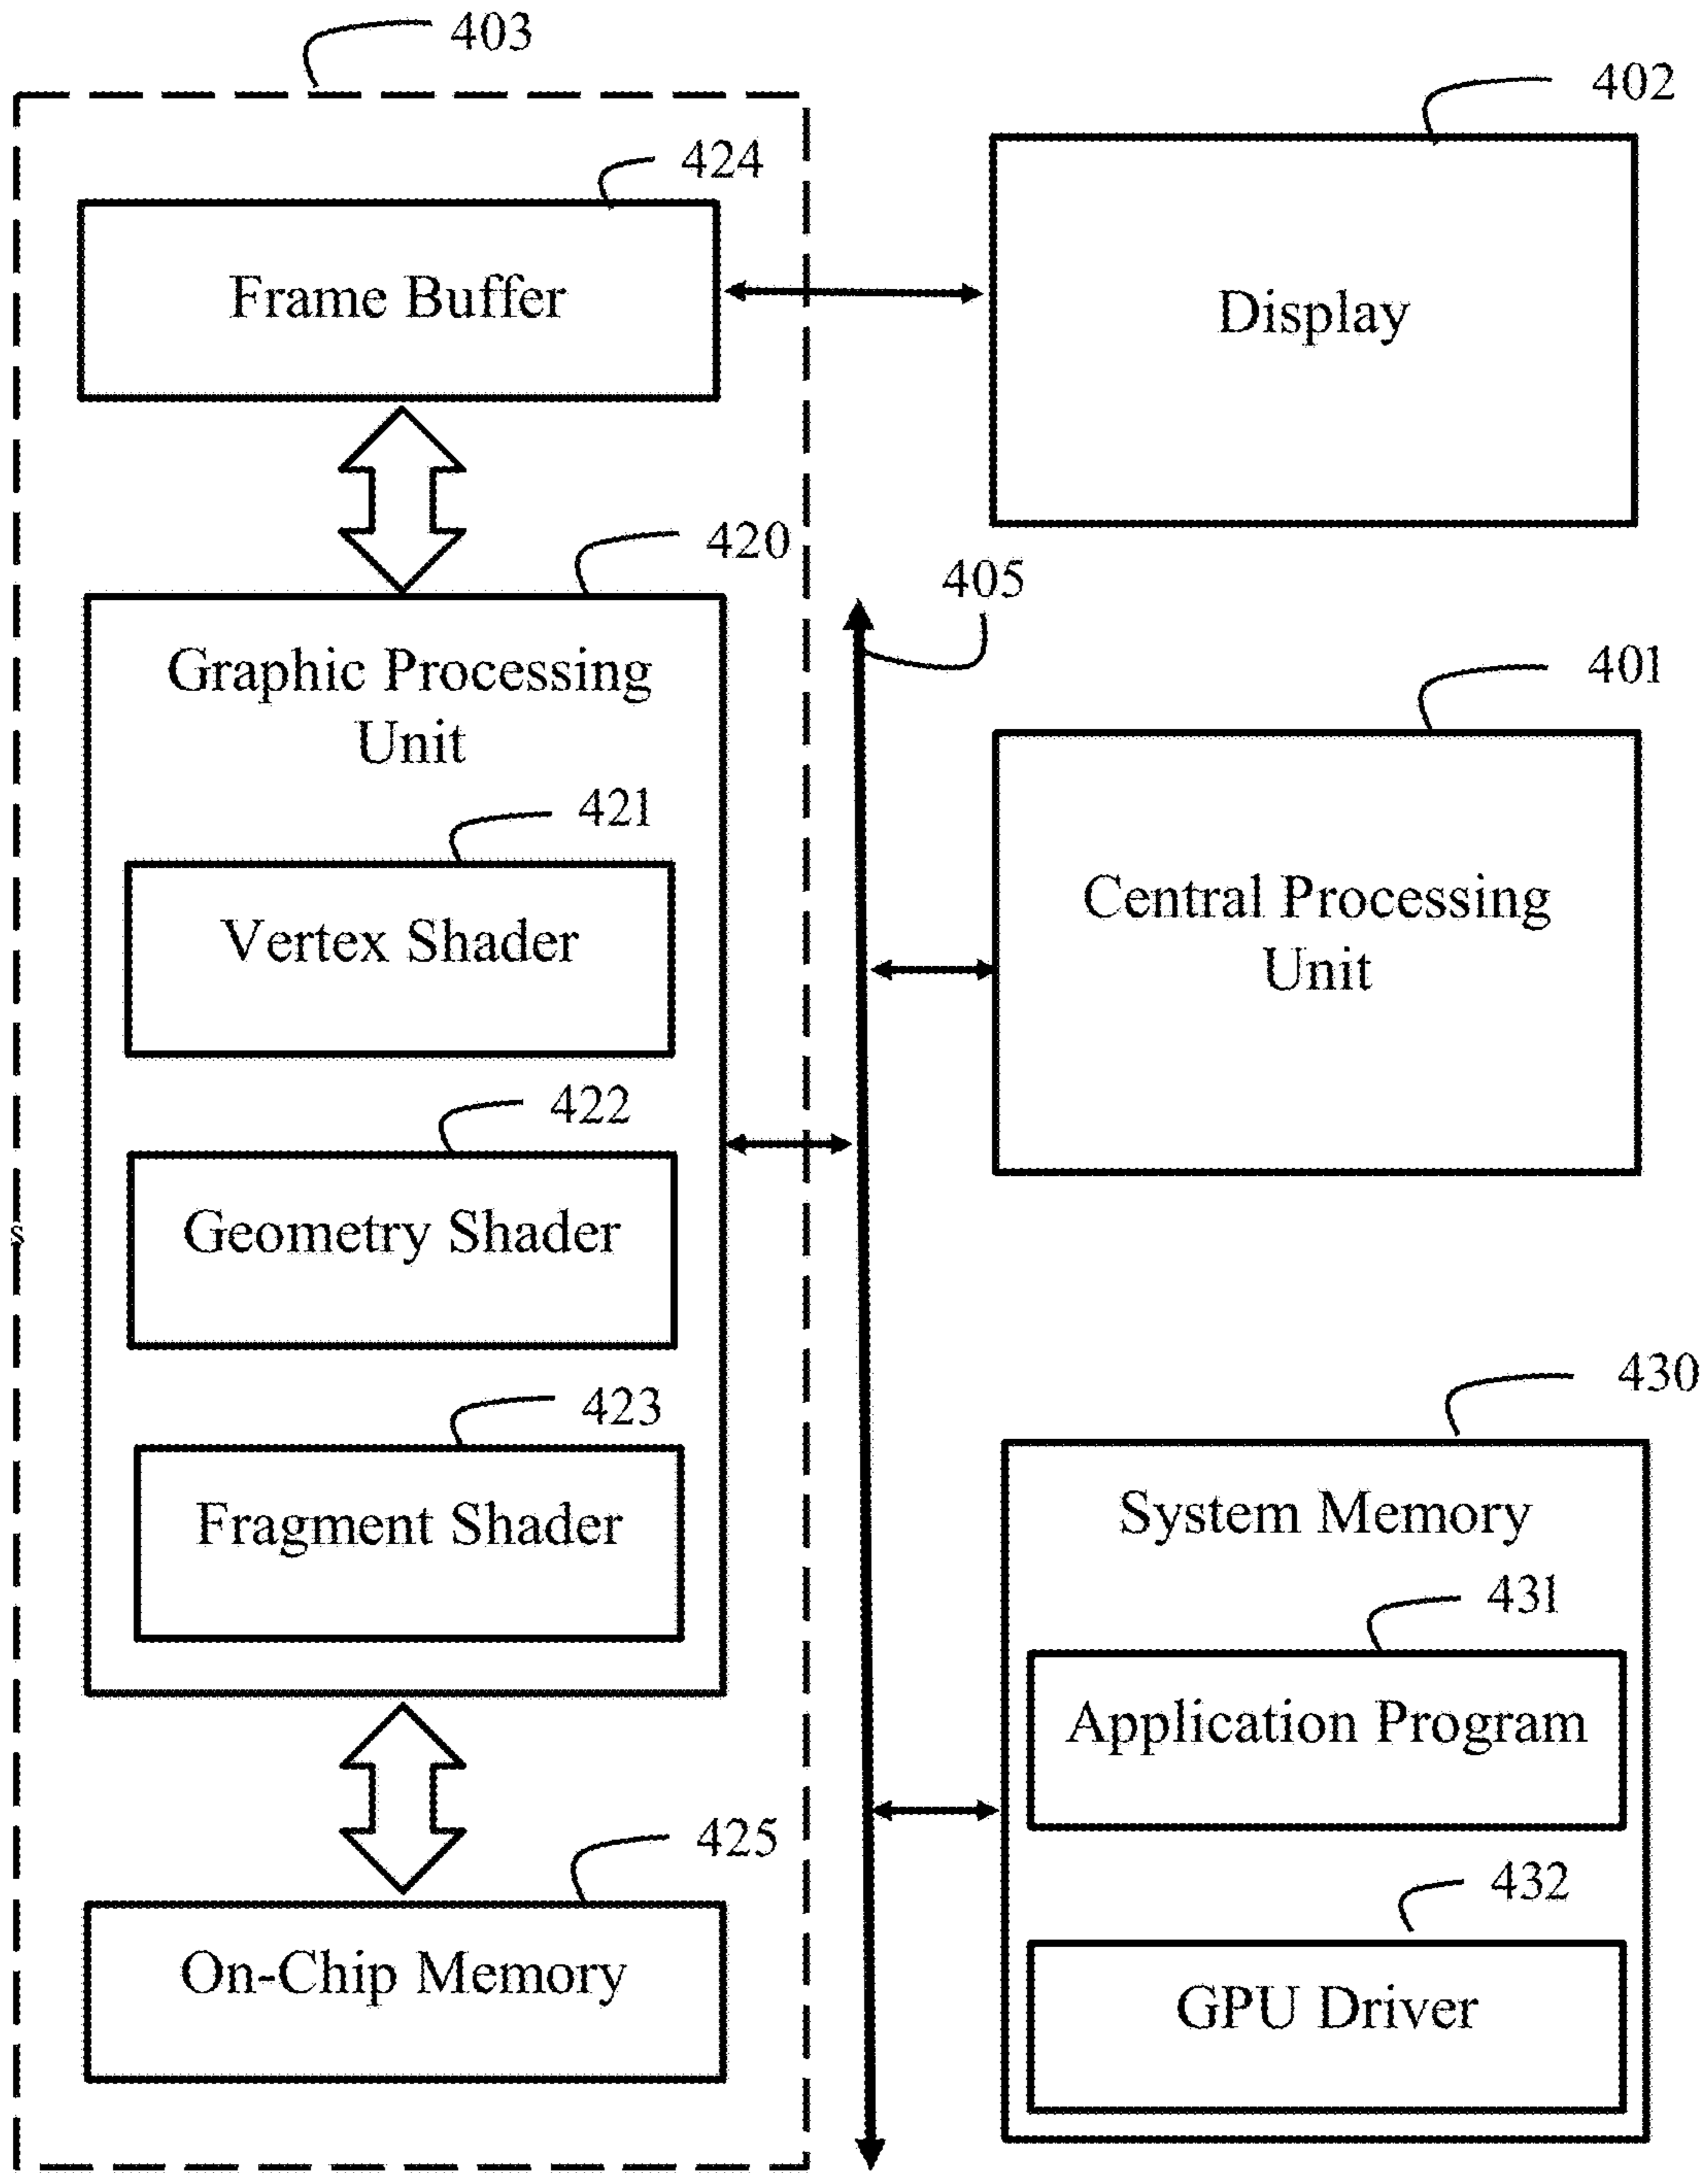 403
402
424
Frame Buffer
Display
420
405
Graphic Processing
Unit
401
421
Vertex Shader
Central Processing
Unit
422
Geometry Shader
s
430
423
Fragment Shader
System Memory
431
Application Program
425
432
On-Chip Memory
GPU Driver